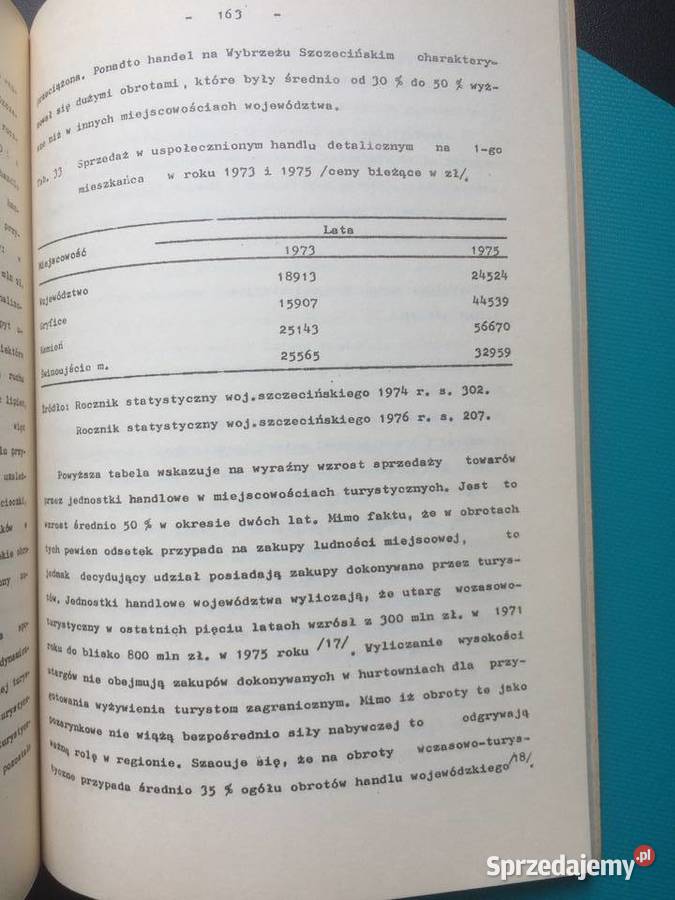 - 163 -
przeciążona. Ponadto handel na Wybrzeżu Szczecińskim charaktery-
zował się dużymi obrotami, które były średnio od 30 % do 50 % wyż-
sze niż w innych miejscowościach województwa.
Tab. 33 Sprzedaż w uspołecznionym handlu detalicznym na 1-go
mieszkańca w roku 1973 i 1975 /ceny bieżące w zł/.
Lata
Miejscowość 1973 1975
Województwo 18913 24524
Gryfice 15907 44539
Kamień 25143 56670
Świnoujście m. 25565 32959
Źródło: Rocznik statystyczny woj.szczecińskiego 1974 r. s. 302.
Rocznik statystyczny woj.szczecińskiego 1976 r. s. 207.
Powyższa tabela wskazuje na wyraźny wzrost sprzedaży towarów
przez jednostki handlowe w miejscowościach turystycznych. Jest to
wzrost średnio 50 % w okresie dwóch lat. Mimo faktu, że w obrotach
tych pewien odsetek przypada na zakupy ludności miejscowej, to
jednak decydujący udział posiadają zakupy dokonywane przez turys-
tów. Jednostki handlowe województwa wyliczają, że utarg wczasowo-
turystyczny w ostatnich pięciu latach wzrósł z 300 mln zł. w 1971
roku do blisko 800 mln zł. w 1975 roku /17/. Wyliczanie wysokości
utargów nie obejmują zakupów dokonywanych w hurtowniach dla przy-
gotowania wyżywienia turystom zagranicznym. Mimo iż obroty te jako
pozarynkowe nie wiążą bezpośrednio siły nabywczej to odgrywają
ważną rolę w regionie. Szacuje się, że na obroty wczasowo-turys-
tyczne przypada średnio 35 % ogółu obrotów handlu wojewódzkiego /18/.
Sprzedajemy.pl